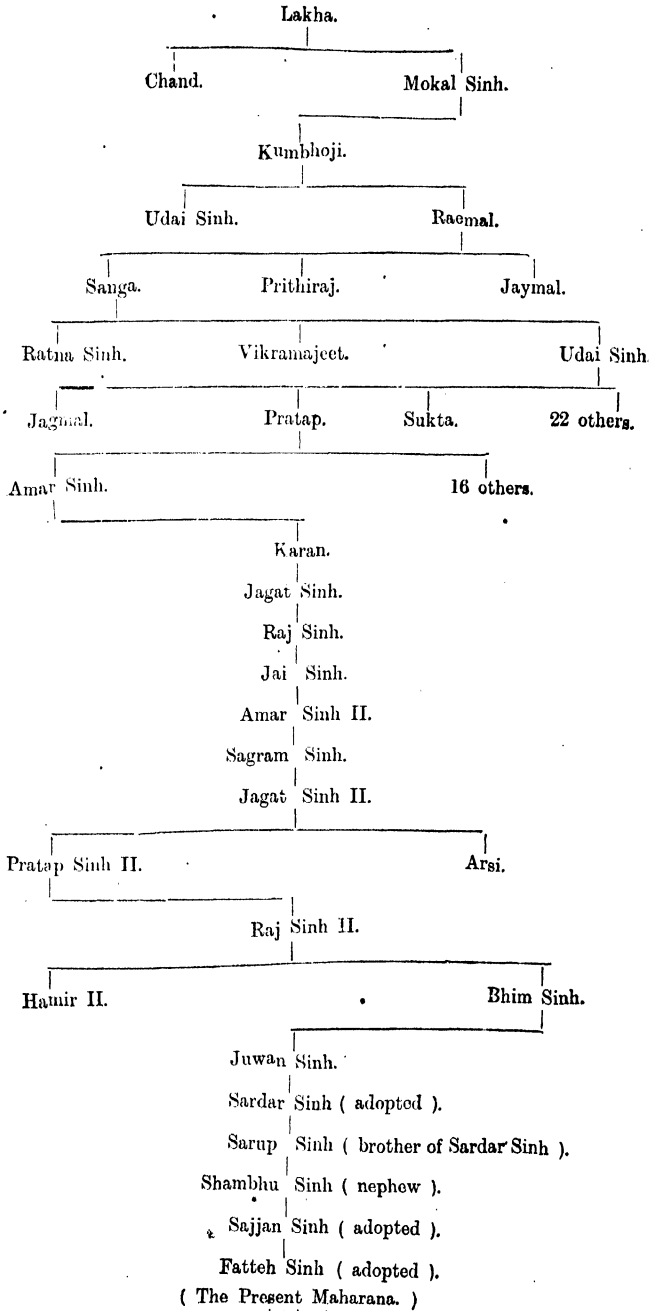 Lakha.
Chand. Mokal Sinh.
Kumbhoji.
Udai Sinh. Raemal.
Sanga. Prithiraj. Jaymal.
Ratna Sinh. Vikramajeet. Udai Sinh
Jagmal. Pratap. Sukta. 22 others.
Amar Sinh. 16 others.
Karan.
Jagat Sinh.
Raj Sinh.
Jai Sinh.
Amar Sinh II.
Sagram Sinh.
Jagat Sinh II.
Pratap Sinh II. Arsi.
Raj Sinh II.
Hamir II. Bhim Sinh.
Juwan Sinh.
Sardar Sinh ( adopted ).
Sarup Sinh ( brother of Sardar Sinh ).
Shambhu Sinh ( nephew ).
Sajjan Sinh ( adopted ).
Fatteh Sinh ( adopted ).
( The Present Maharana. )